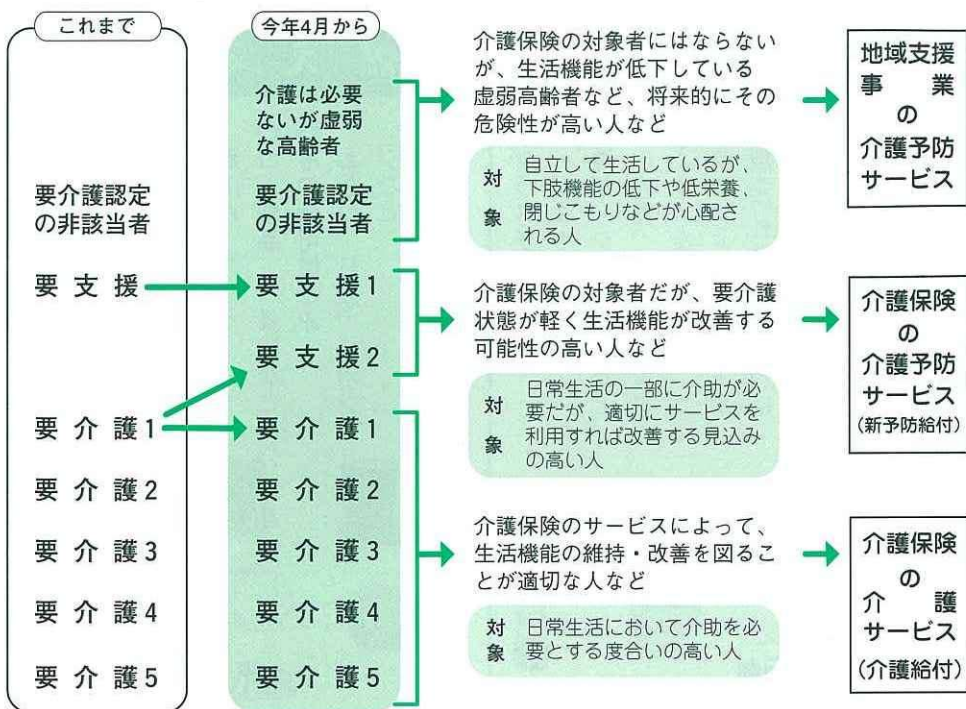 これまで
要介護認定
の非該当者
要支援
要介護1
要介護2
要介護3
要介護4
要介護5
今年4月から
介護は必要
ないが虚弱
な高齢者
要介護認定
の非該当者
要支援1
要支援2
要介護1
要介護2
要介護3
要介護4
要介護5
介護保険の対象者にはならない
が、生活機能が低下している
虚弱高齢者など、将来的にその
危険性が高い人など
対象
自立して生活しているが、
下肢機能の低下や低栄養、
閉じこもりなどが心配さ
れる人
地域支援
事業
の
介護予防
サービス
介護保険の対象者だが、要介護
状態が軽く生活機能が改善する
可能性の高い人など
対象
日常生活の一部に介助が必
要だが、適切にサービスを
利用すれば改善する見込み
の高い人
介護保険
の
介護予防
サービス
(新予防給付)
介護保険のサービスによって、
生活機能の維持・改善を図るこ
とが適切な人など
対象
日常生活において介助を必
要とする度合いの高い人
介護保険
の
介護
サービス
(介護給付)